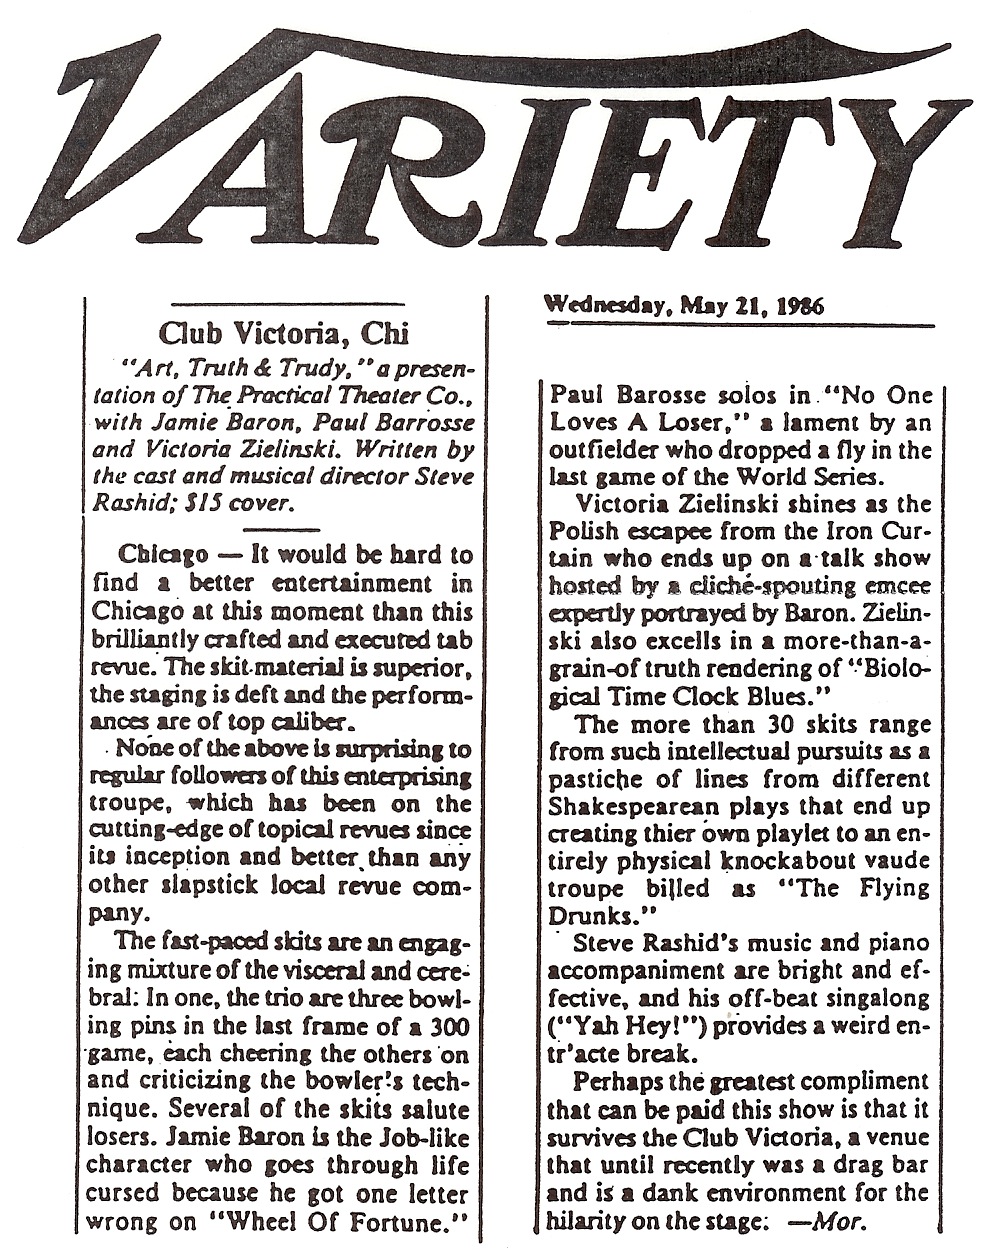 VARIETY
Club Victoria, Chi
"Art, Truth & Trudy," a presen-
tation of The Practical Theater Co.,
with Jamie Baron, Paul Barrosse
and Victoria Zielinski. Written by
the cast and musical director Steve
Rashid; $15 cover.
Chicago — It would be hard to
find a better entertainment in
Chicago at this moment than this
brilliantly crafted and executed tab
revue. The skit material is superior,
the staging is deft and the perform-
ances are of top caliber.
None of the above is surprising to
regular followers of this enterprising
troupe, which has been on the
cutting-edge of topical revues since
its inception and better than any
other slapstick local revue com-
pany.
The fast-paced skits are an engag-
ing mixture of the visceral and cere-
bral: In one, the trio are three bowl-
ing pins in the last frame of a 300
game, each cheering the others on
and criticizing the bowler's tech-
nique. Several of the skits salute
losers. Jamie Baron is the Job-like
character who goes through life
cursed because he got one letter
wrong on "Wheel Of Fortune."
Wednesday, May 21, 1986
Paul Barosse solos in "No One
Loves A Loser," a lament by an
outfielder who dropped a fly in the
last game of the World Series.
Victoria Zielinski shines as the
Polish escapee from the Iron Cur-
tain who ends up on a talk show
hosted by a cliché-spouting emcee
expertly portrayed by Baron. Zielin-
ski also excells in a more-than-a-
grain-of truth rendering of "Biolo-
gical Time Clock Blues."
The more than 30 skits range
from such intellectual pursuits as a
pastiche of lines from different
Shakespearean plays that end up
creating thier own playlet to an en-
tirely physical knockabout vaude
troupe billed as "The Flying
Drunks."
Steve Rashid's music and piano
accompaniment are bright and ef-
fective, and his off-beat singalong
("Yah Hey!") provides a weird en-
tr'acte break.
Perhaps the greatest compliment
that can be paid this show is that it
survives the Club Victoria, a venue
that until recently was a drag bar
and is a dank environment for the
hilarity on the stage. —Mor.